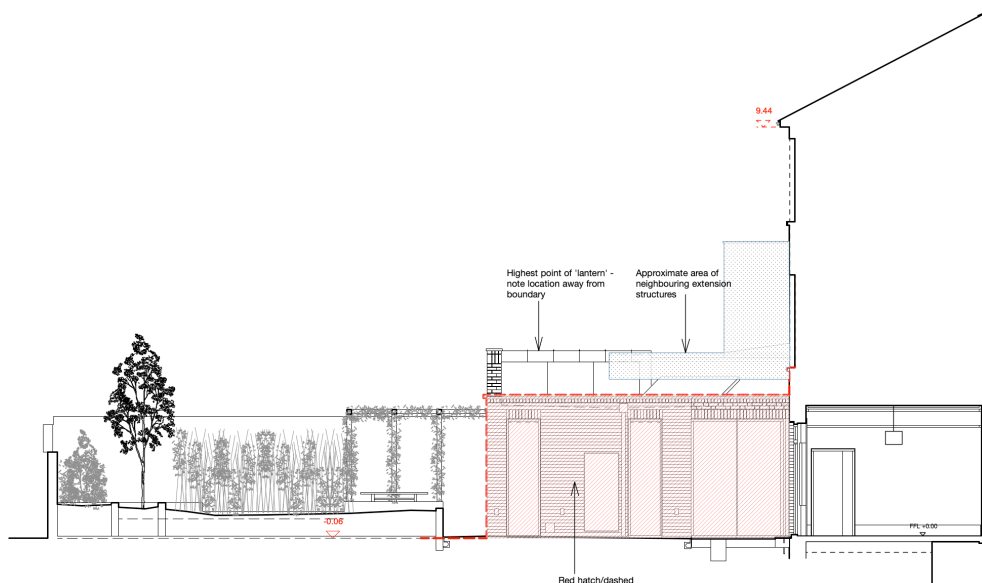 9.44
Highest point of 'lantern' -
note location away from
boundary
Approximate area of
neighbouring extension
structures
-0.06
FFL +0.00
Red hatch/dashed